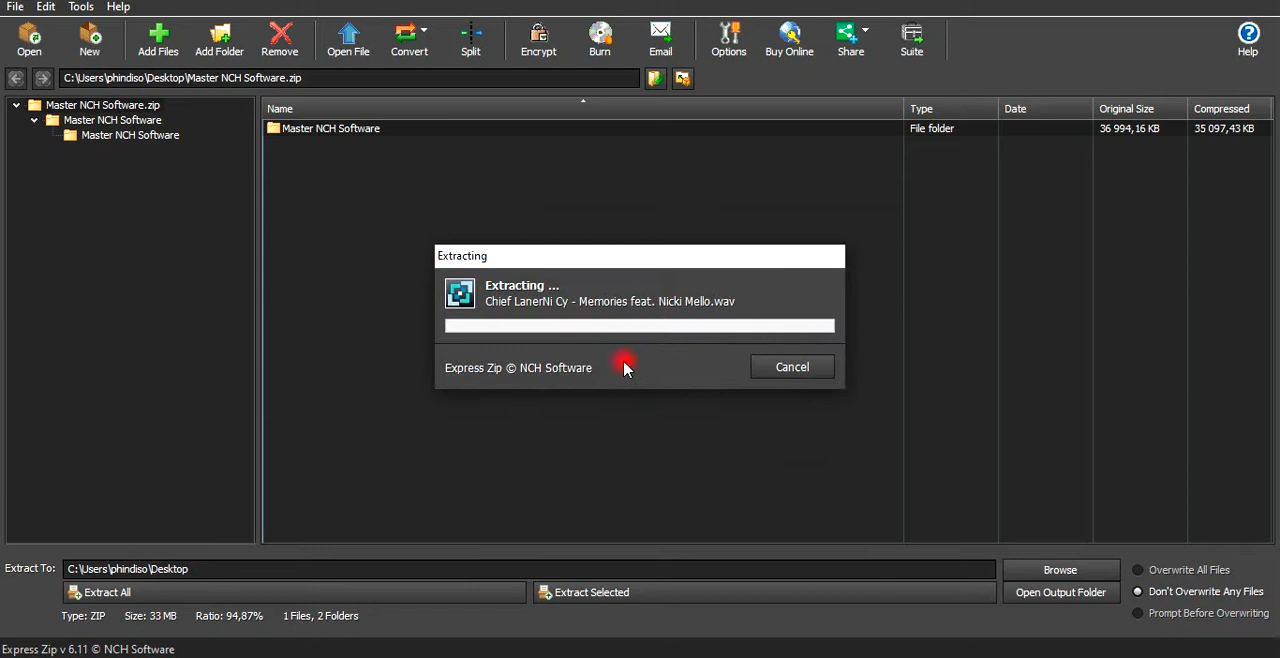 File Edit Tools Help
Open New Add Files Add Folder Remove Open File Convert Split Encrypt Burn Email Options Buy Online Share Suite Help
C:\Users\phindiso\Desktop\Master NCH Software.zip
Master NCH Software.zip
Master NCH Software
Master NCH Software
Name Type Date Original Size Compressed
Master NCH Software File folder 36 994,16 KB 35 097,43 KB
Extracting
Extracting ...
Chief LanerNi Cy - Memories feat. Nicki Mello.wav
Express Zip © NCH Software Cancel
Extract To: C:\Users\phindiso\Desktop Browse Overwrite All Files
Extract All Extract Selected Open Output Folder Don't Overwrite Any Files
Type: ZIP Size: 33 MB Ratio: 94,87% 1 Files, 2 Folders Prompt Before Overwriting
Express Zip v 6.11 © NCH Software